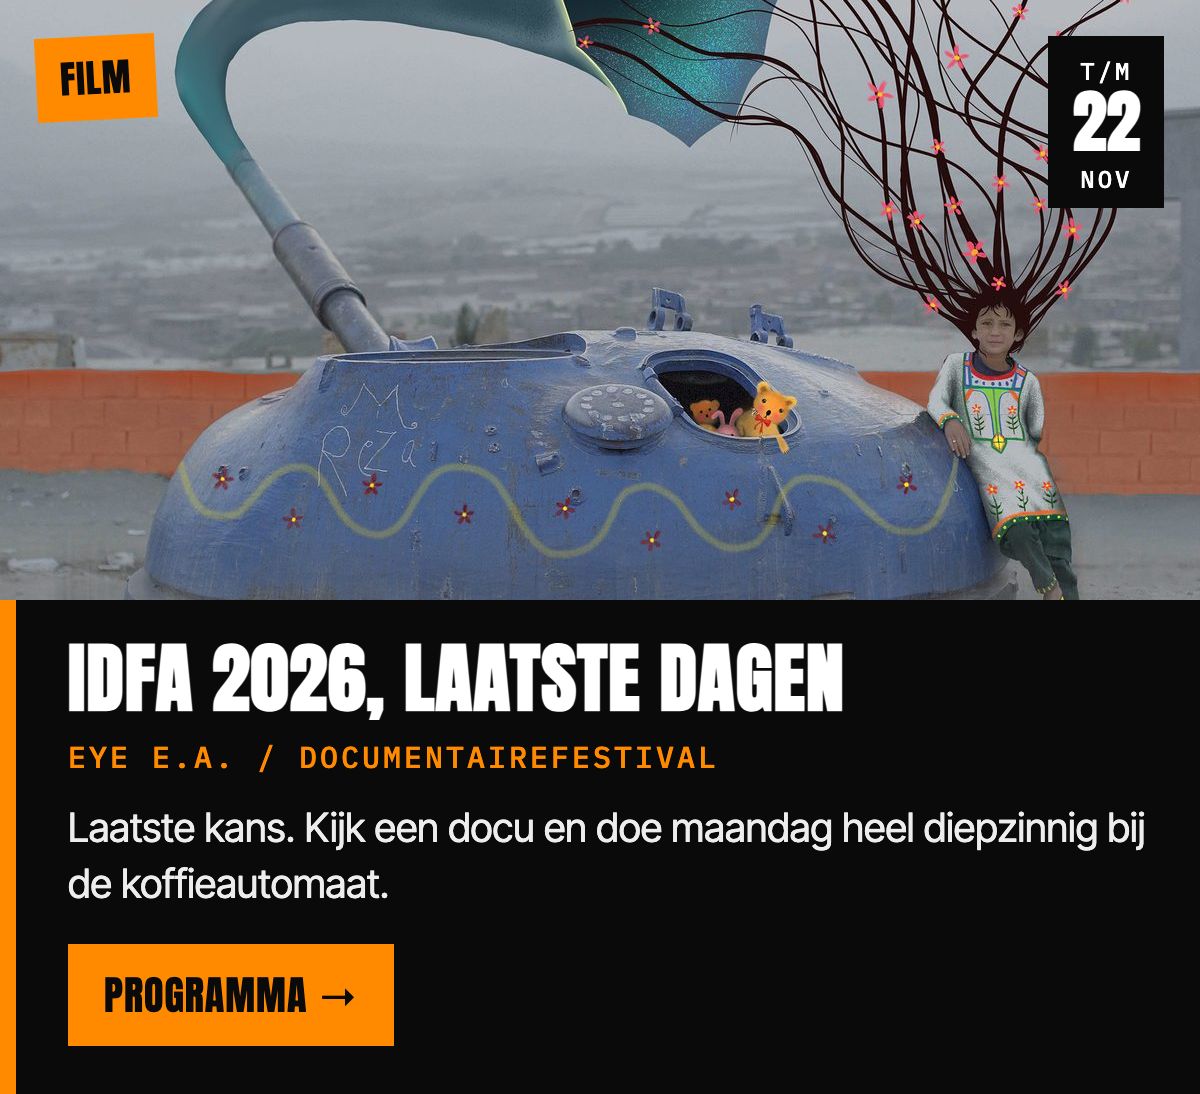 FILM
T/M
22
NOV
M
Reza
IDFA 2026, LAATSTE DAGEN
EYE E.A. / DOCUMENTAIREFESTIVAL
Laatste kans. Kijk een docu en doe maandag heel diepzinnig bij
de koffieautomaat.
PROGRAMMA →